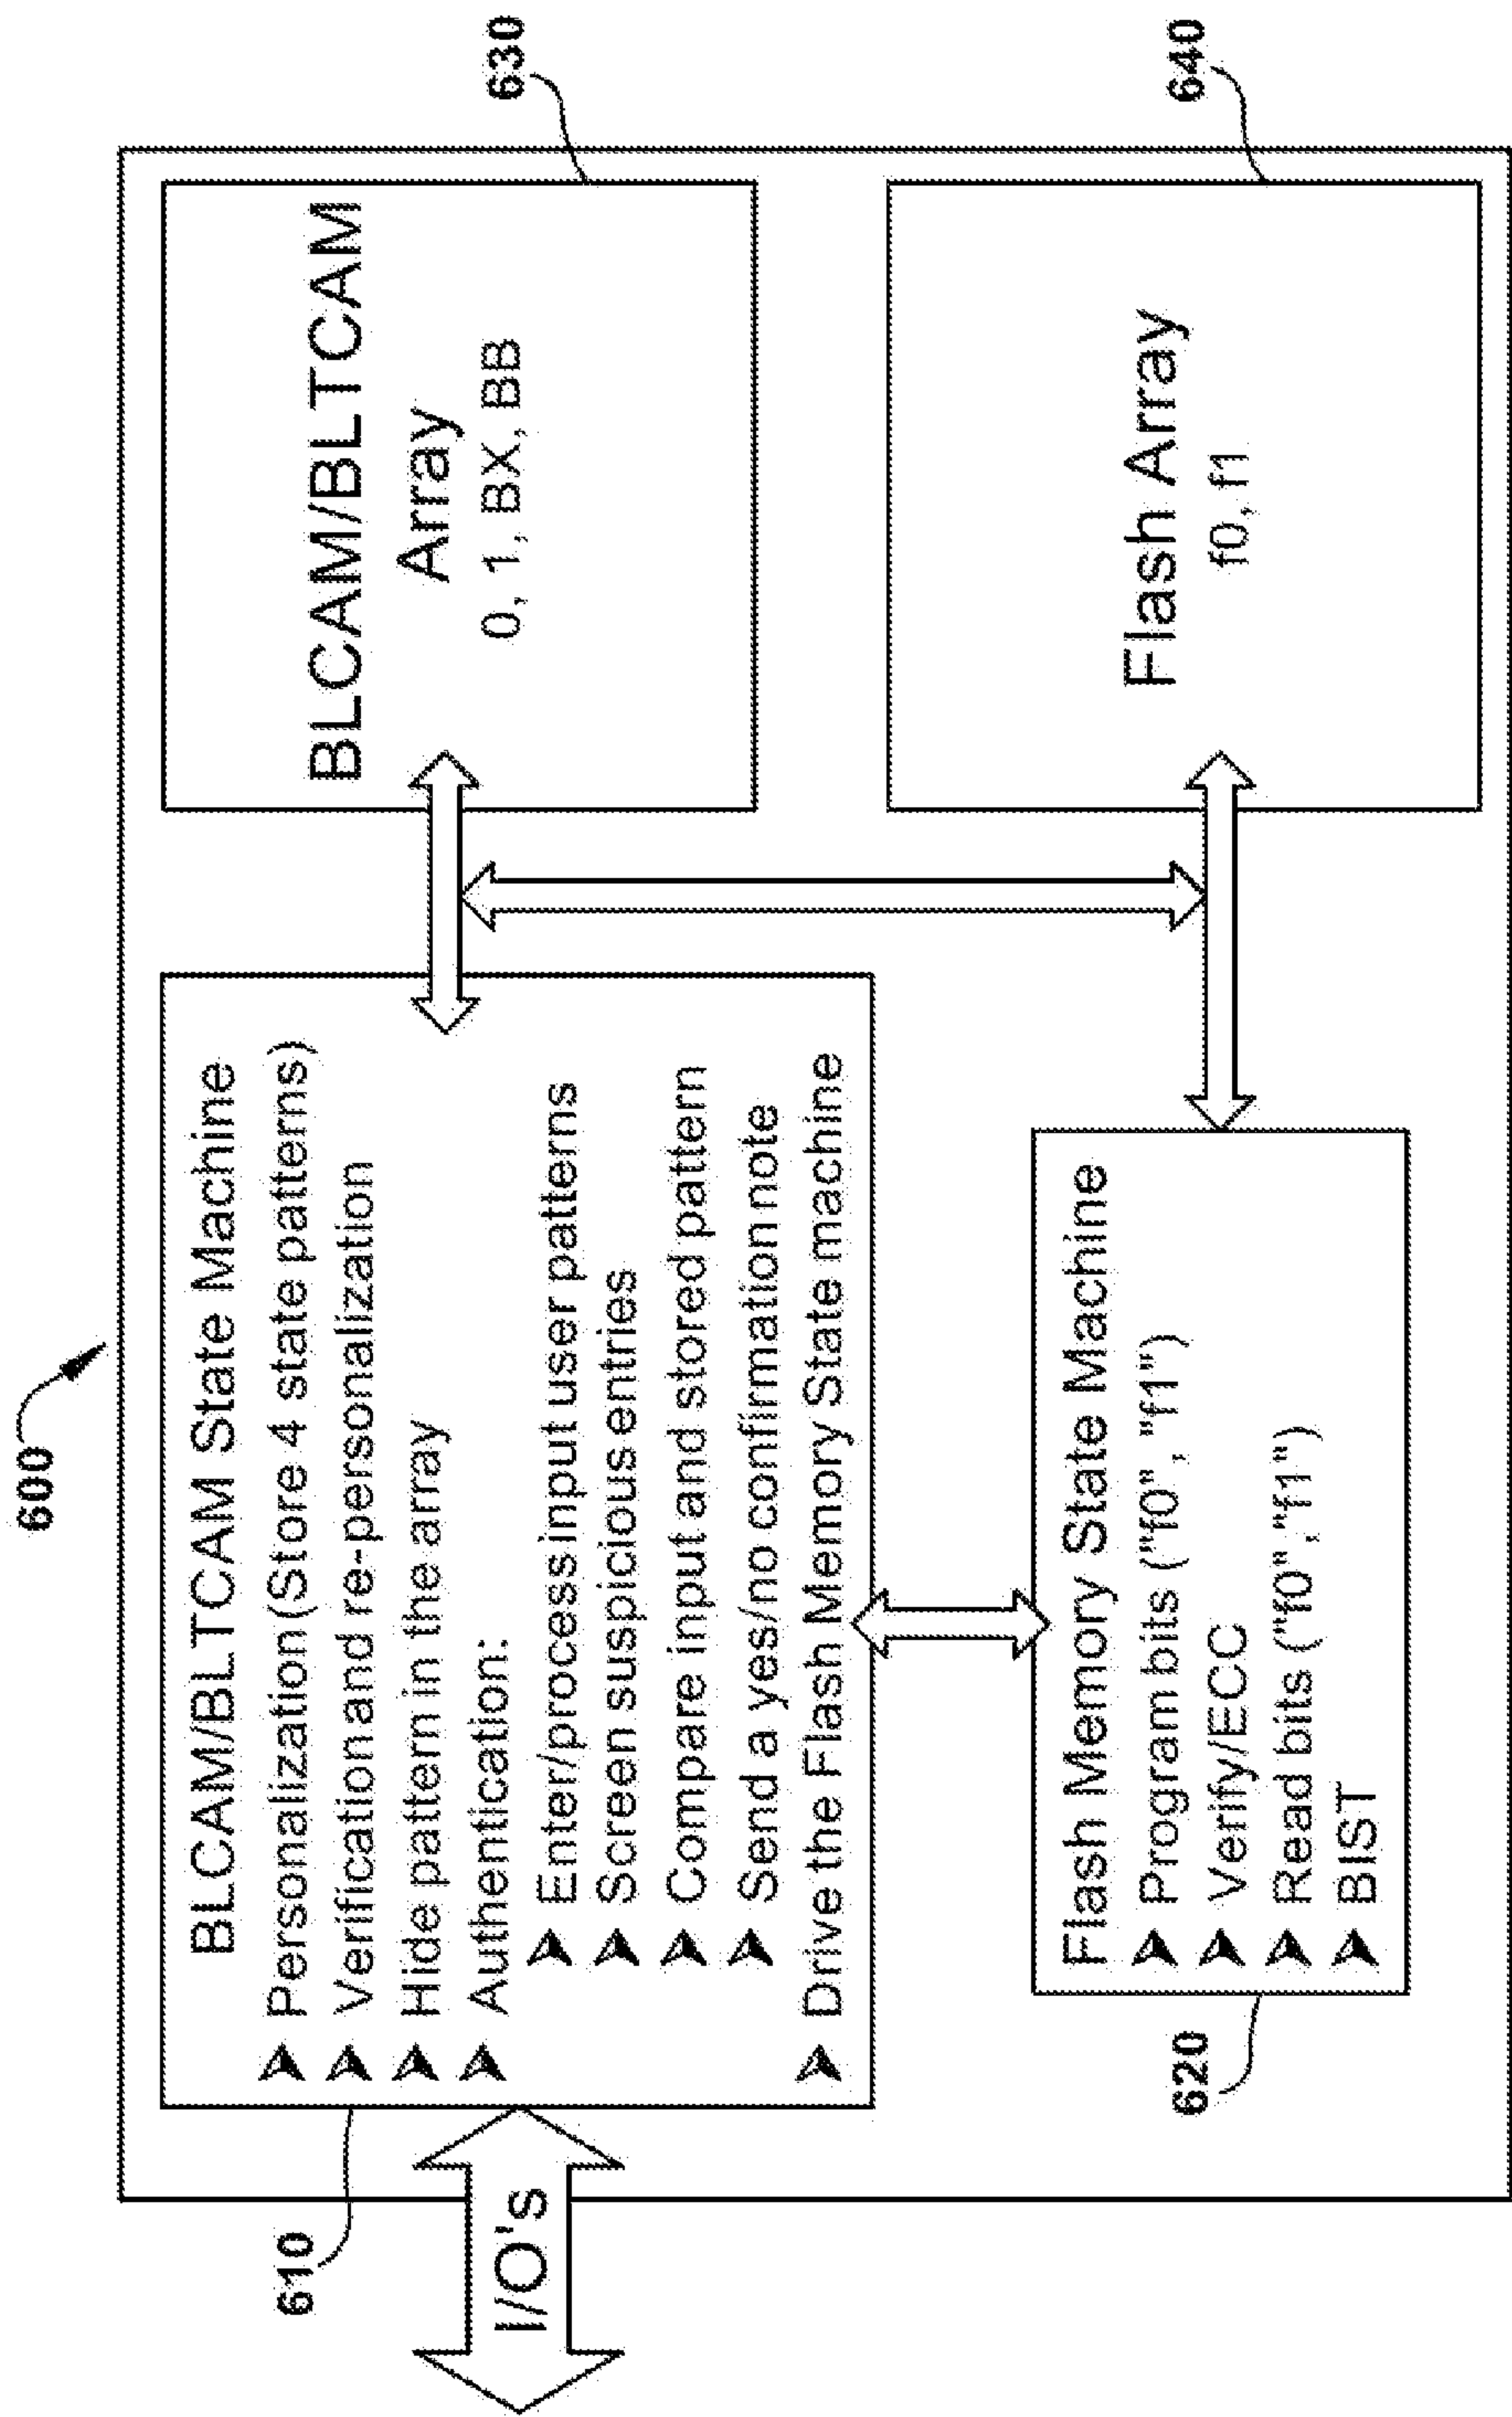 600
610
I/O's
BLCAM/BLTCAM State Machine
Personalization (Store 4 state patterns)
Verification and re-personalization
Hide pattern in the array
Authentication:
Enter/process input user patterns
Screen suspicious entries
Compare input and stored pattern
Send a yes/no confirmation note
Drive the Flash Memory State machine
BLCAM/BLTCAM
Array
0, 1, BX, BB
630
620
Flash Memory State Machine
Program bits ("f0", "f1")
Verify/ECC
Read bits ("f0","f1")
BIST
Flash Array
f0, f1
640